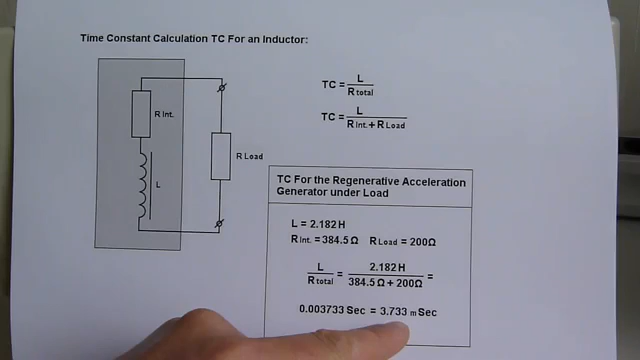 Time Constant Calculation TC For an Inductor:
R Int.
L
R Load
TC = L / R total
TC = L / R Int. + R Load
TC For the Regenerative Acceleration
Generator under Load
L = 2.182 H
R Int. = 384.5 Ω R Load = 200Ω
L / R total = 2.182 H / 384.5 Ω + 200Ω =
0.003733 Sec = 3.733 m Sec